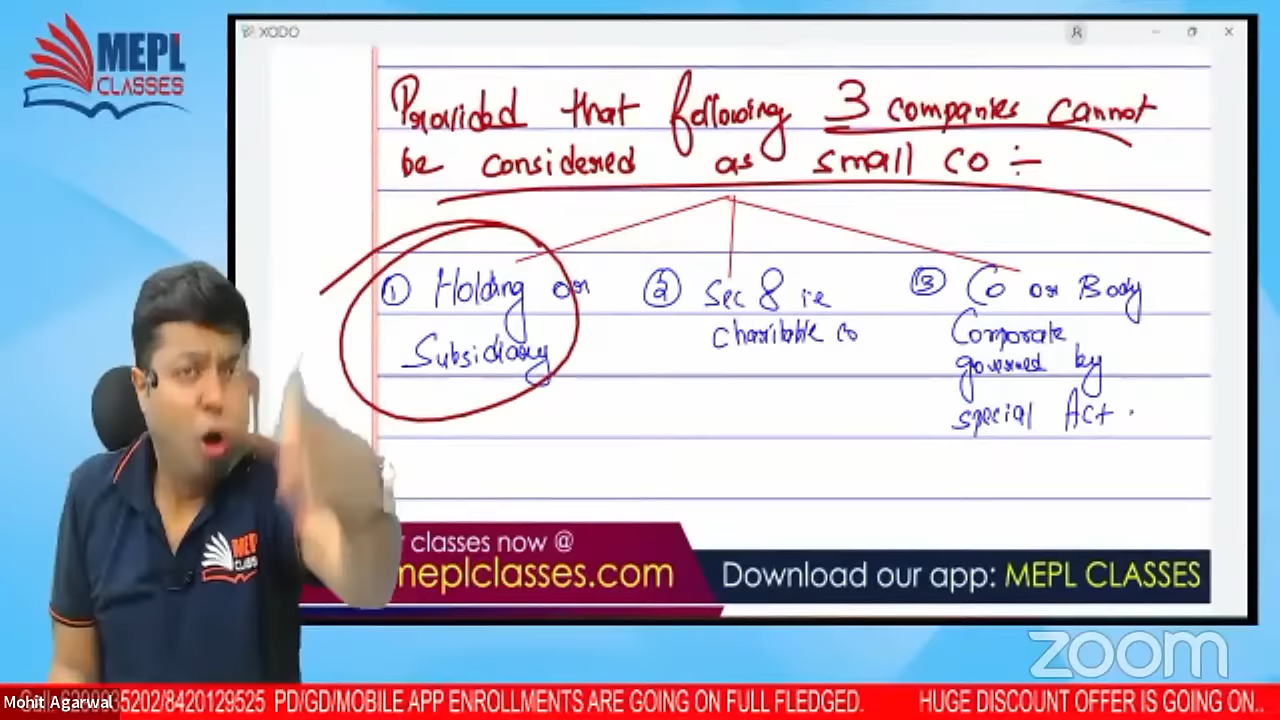 MEPL
CLASSES
XODO
Provided that following 3 companies cannot
be considered as small co :-
① Holding or
Subsidiary
② Sec 8 i.e
charitable co
③ Co or Body
Corporate
governed by
special Act.
MEPL
CLASS
r classes now @
meplclasses.com
Download our app: MEPL CLASSES
zoom
Mohit Agarwal
5202/8420129525 PD/GD/MOBILE APP ENROLLMENTS ARE GOING ON FULL FLEDGED. HUGE DISCOUNT OFFER IS GOING ON..